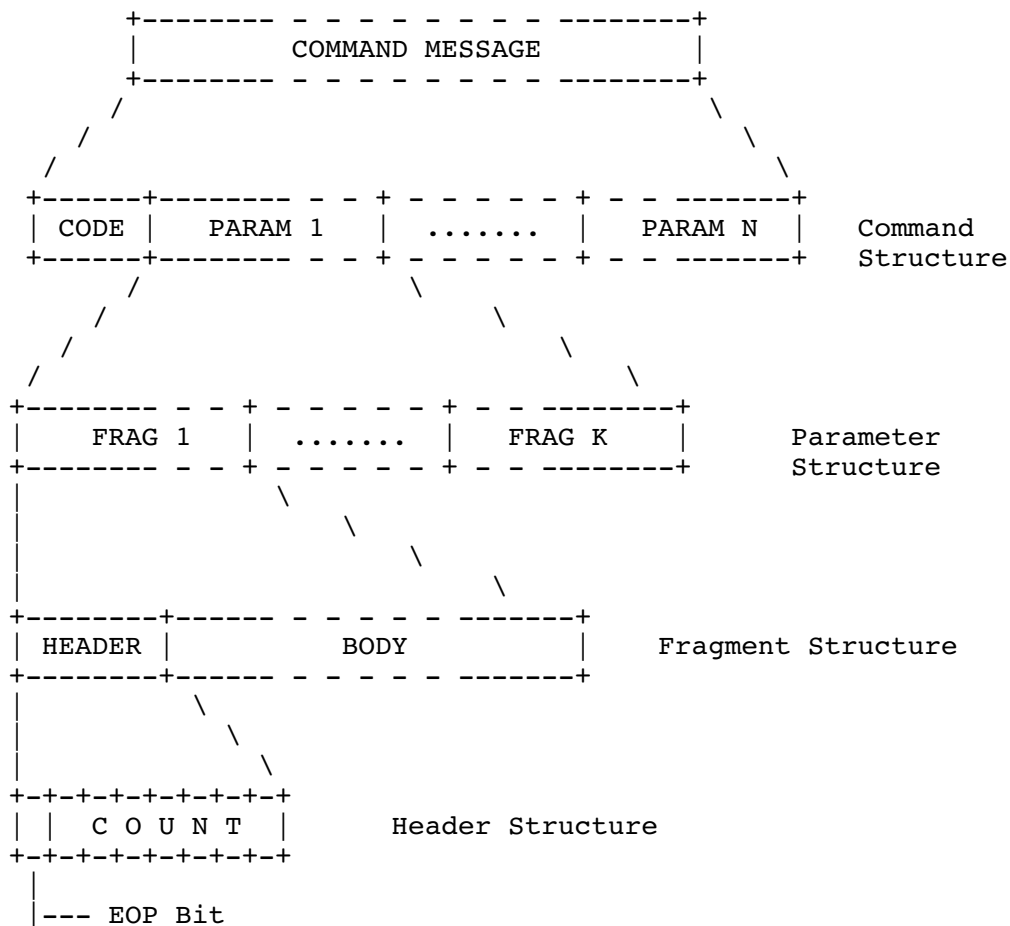 COMMAND MESSAGE
CODE PARAM 1 ....... PARAM N Command
Structure
FRAG 1 ....... FRAG K Parameter
Structure
HEADER BODY Fragment Structure
C O U N T Header Structure
EOP Bit